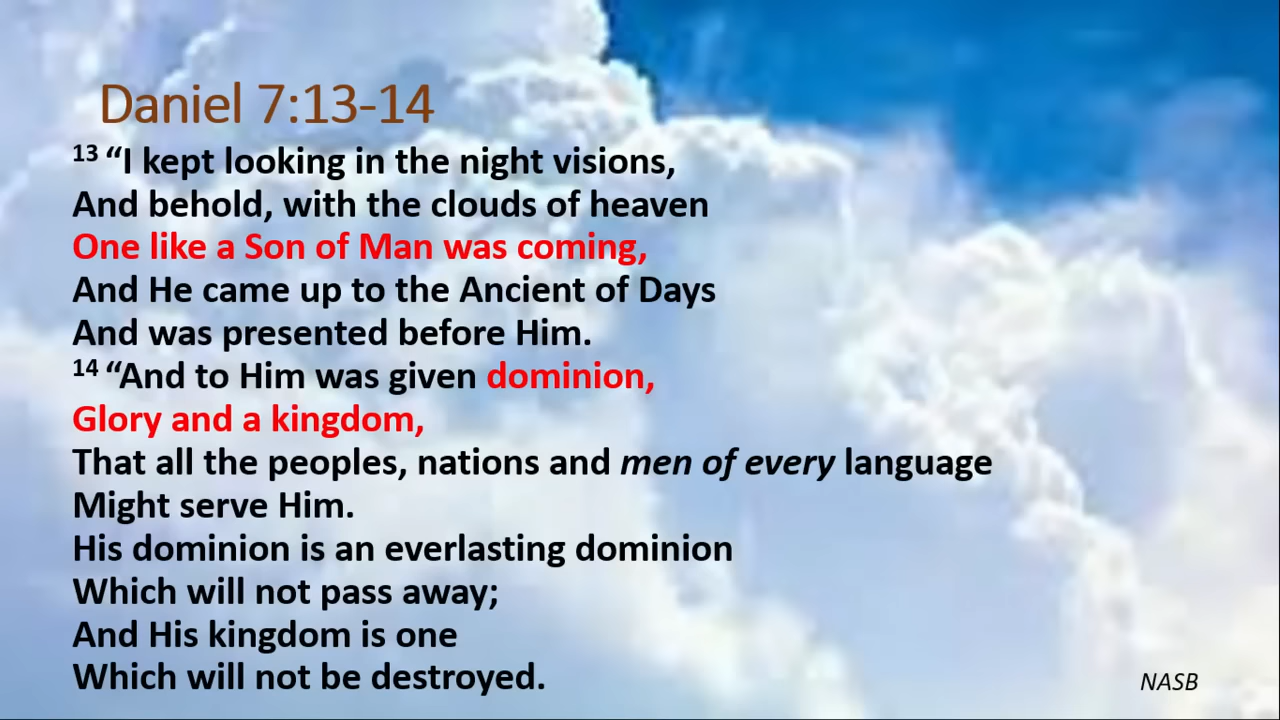 Daniel 7:13-14
13 “I kept looking in the night visions,
And behold, with the clouds of heaven
One like a Son of Man was coming,
And He came up to the Ancient of Days
And was presented before Him.
14 “And to Him was given dominion,
Glory and a kingdom,
That all the peoples, nations and men of every language
Might serve Him.
His dominion is an everlasting dominion
Which will not pass away;
And His kingdom is one
Which will not be destroyed.
NASB